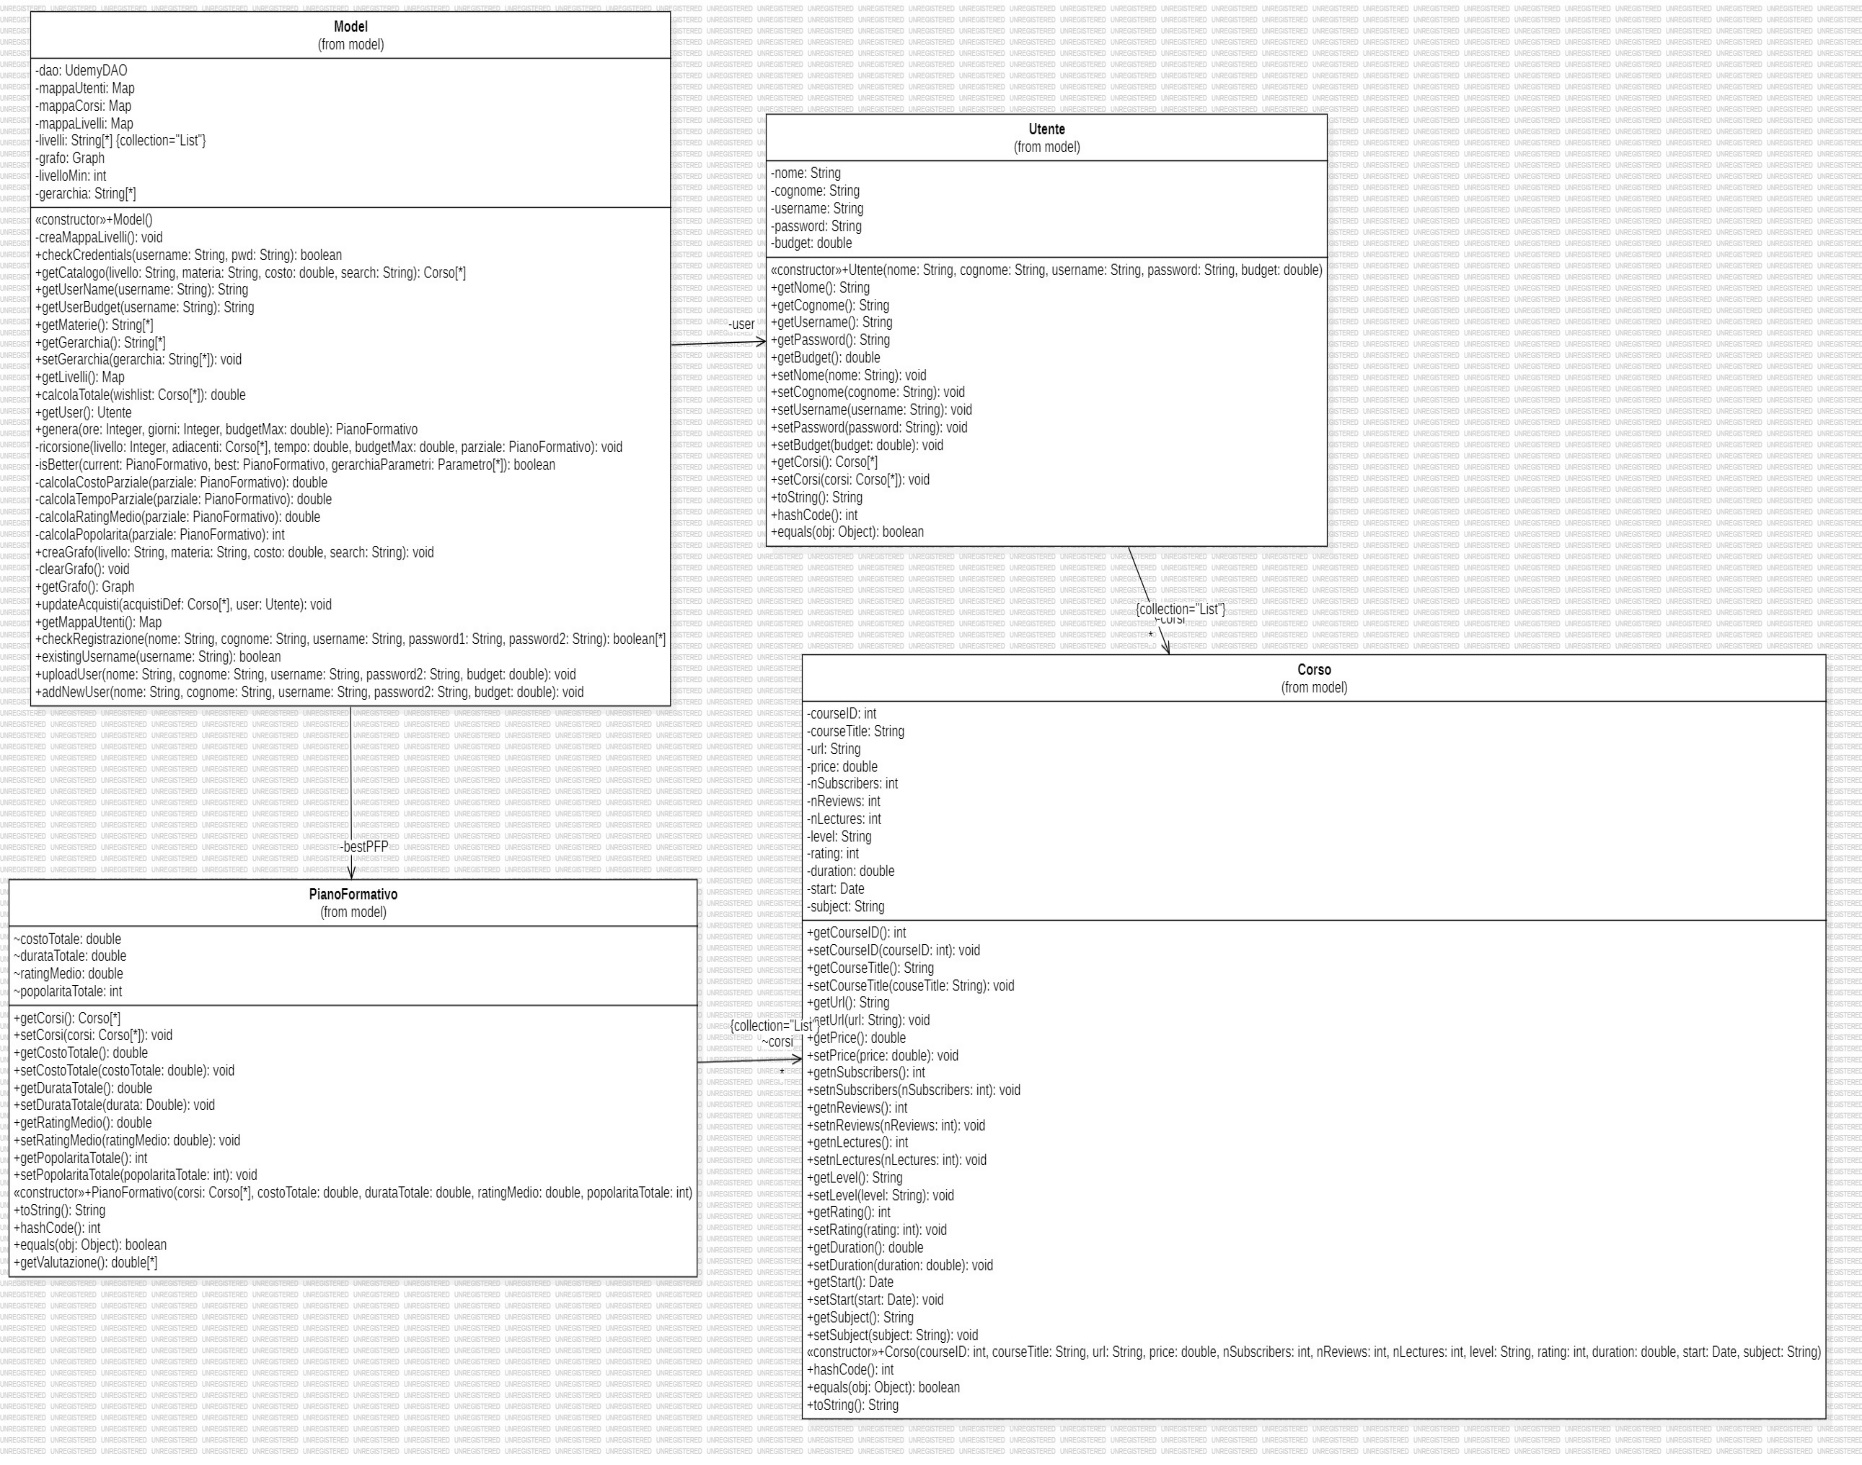 Model
(from model)
-dao: UdemyDAO
-mappaUtenti: Map
-mappaCorsi: Map
-mappaLivelli: Map
-livelli: String[*] {collection="List"}
-grafo: Graph
-livelloMin: int
-gerarchia: String[*]
«constructor»+Model()
-creaMappaLivelli(): void
+checkCredentials(username: String, pwd: String): boolean
+getCatalogo(livello: String, materia: String, costo: double, search: String): Corso[*]
+getUserName(username: String): String
+getUserBudget(username: String): String
+getMaterie(): String[*]
+getGerarchia(): String[*]
+setGerarchia(gerarchia: String[*]): void
+getLivelli(): Map
+calcolaTotale(wishlist: Corso[*]): double
+getUser(): Utente
+genera(ore: Integer, giorni: Integer, budgetMax: double): PianoFormativo
-ricorsione(livello: Integer, adiacenti: Corso[*], tempo: double, budgetMax: double, parziale: PianoFormativo): void
-isBetter(current: PianoFormativo, best: PianoFormativo, gerarchiaParametri: Parametro[*]): boolean
-calcolaCostoParziale(parziale: PianoFormativo): double
-calcolaTempoParziale(parziale: PianoFormativo): double
-calcolaRatingMedio(parziale: PianoFormativo): double
-calcolaPopolarita(parziale: PianoFormativo): int
+creaGrafo(livello: String, materia: String, costo: double, search: String): void
-clearGrafo(): void
+getGrafo(): Graph
+updateAcquisti(acquistiDef: Corso[*], user: Utente): void
+getMappaUtenti(): Map
+checkRegistrazione(nome: String, cognome: String, username: String, password1: String, password2: String): boolean[*]
+existingUsername(username: String): boolean
+uploadUser(nome: String, cognome: String, username: String, password2: String, budget: double): void
+addNewUser(nome: String, cognome: String, username: String, password2: String, budget: double): void
-user
Utente
(from model)
-nome: String
-cognome: String
-username: String
-password: String
-budget: double
«constructor»+Utente(nome: String, cognome: String, username: String, password: String, budget: double)
+getNome(): String
+getCognome(): String
+getUsername(): String
+getPassword(): String
+getBudget(): double
+setNome(nome: String): void
+setCognome(cognome: String): void
+setUsername(username: String): void
+setPassword(password: String): void
+setBudget(budget: double): void
+getCorsi(): Corso[*]
+setCorsi(corsi: Corso[*]): void
+toString(): String
+hashCode(): int
+equals(obj: Object): boolean
{collection="List"}
-corsi
*
-bestPFP
PianoFormativo
(from model)
~costoTotale: double
~durataTotale: double
~ratingMedio: double
~popolaritaTotale: int
+getCorsi(): Corso[*]
+setCorsi(corsi: Corso[*]): void
+getCostoTotale(): double
+setCostoTotale(costoTotale: double): void
+getDurataTotale(): double
+setDurataTotale(durata: Double): void
+getRatingMedio(): double
+setRatingMedio(ratingMedio: double): void
+getPopolaritaTotale(): int
+setPopolaritaTotale(popolaritaTotale: int): void
«constructor»+PianoFormativo(corsi: Corso[*], costoTotale: double, durataTotale: double, ratingMedio: double, popolaritaTotale: int)
+toString(): String
+hashCode(): int
+equals(obj: Object): boolean
+getValutazione(): double[*]
{collection="List"}
~corsi
*
Corso
(from model)
-courseID: int
-courseTitle: String
-url: String
-price: double
-nSubscribers: int
-nReviews: int
-nLectures: int
-level: String
-rating: int
-duration: double
-start: Date
-subject: String
+getCourseID(): int
+setCourseID(courseID: int): void
+getCourseTitle(): String
+setCourseTitle(couseTitle: String): void
+getUrl(): String
+setUrl(url: String): void
+getPrice(): double
+setPrice(price: double): void
+getnSubscribers(): int
+setnSubscribers(nSubscribers: int): void
+getnReviews(): int
+setnReviews(nReviews: int): void
+getnLectures(): int
+setnLectures(nLectures: int): void
+getLevel(): String
+setLevel(level: String): void
+getRating(): int
+setRating(rating: int): void
+getDuration(): double
+setDuration(duration: double): void
+getStart(): Date
+setStart(start: Date): void
+getSubject(): String
+setSubject(subject: String): void
«constructor»+Corso(courseID: int, courseTitle: String, url: String, price: double, nSubscribers: int, nReviews: int, nLectures: int, level: String, rating: int, duration: double, start: Date, subject: String)
+hashCode(): int
+equals(obj: Object): boolean
+toString(): String
UNREGISTERED